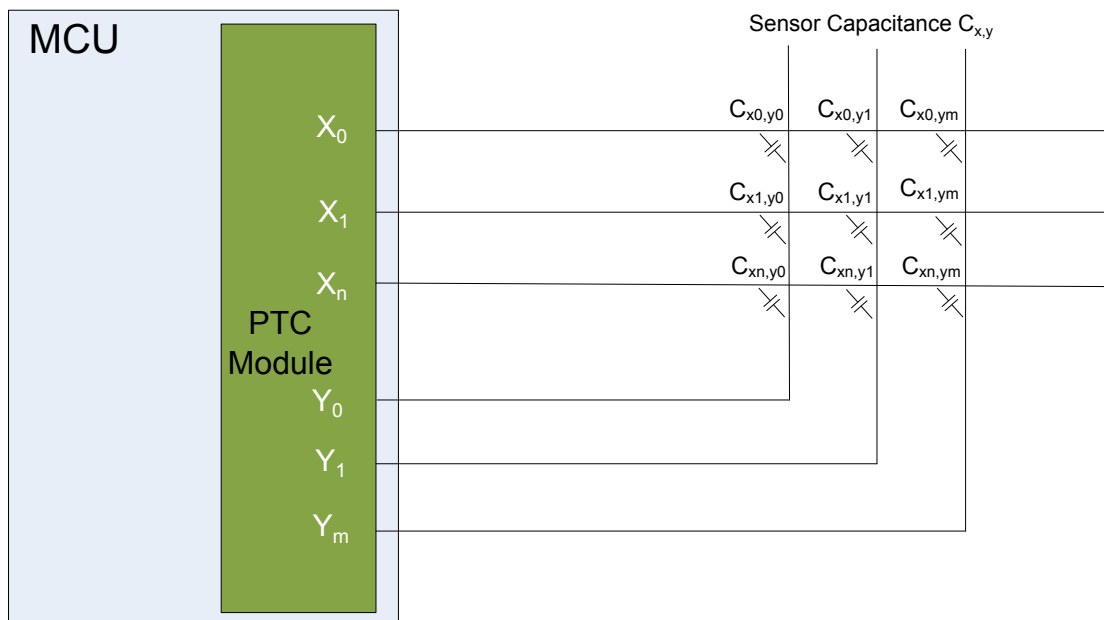 MCU
Sensor Capacitance Cx,y
X0
Cx0,y0 Cx0,y1 Cx0,ym
X1
Cx1,y0 Cx1,y1 Cx1,ym
Xn
Cxn,y0 Cxn,y1 Cxn,ym
PTC
Module
Y0
Y1
Ym